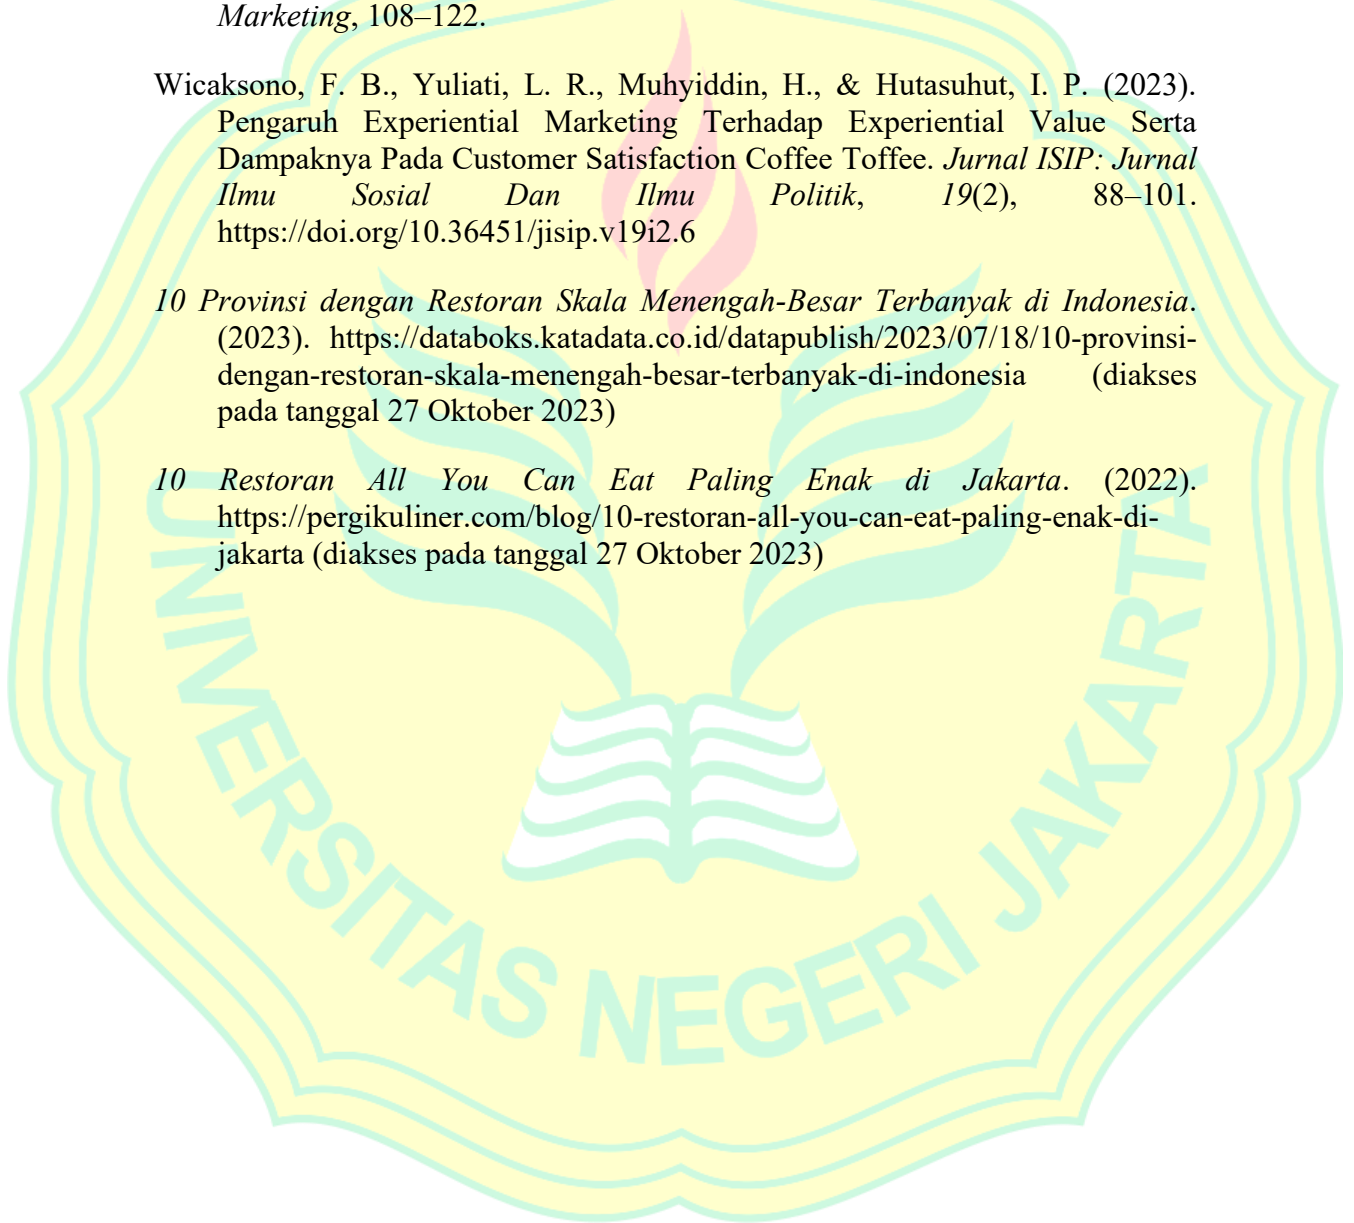 Marketing, 108–122.
Wicaksono, F. B., Yuliati, L. R., Muhyiddin, H., & Hutasuhut, I. P. (2023).
Pengaruh Experiential Marketing Terhadap Experiential Value Serta
Dampaknya Pada Customer Satisfaction Coffee Toffee. Jurnal ISIP: Jurnal
Ilmu Sosial Dan Ilmu Politik, 19(2), 88–101.
https://doi.org/10.36451/jisip.v19i2.6
10 Provinsi dengan Restoran Skala Menengah-Besar Terbanyak di Indonesia.
(2023). https://databoks.katadata.co.id/datapublish/2023/07/18/10-provinsi-
dengan-restoran-skala-menengah-besar-terbanyak-di-indonesia (diakses
pada tanggal 27 Oktober 2023)
10 Restoran All You Can Eat Paling Enak di Jakarta. (2022).
https://pergikuliner.com/blog/10-restoran-all-you-can-eat-paling-enak-di-
jakarta (diakses pada tanggal 27 Oktober 2023)
UNIVERSITAS NEGERI JAKARTA